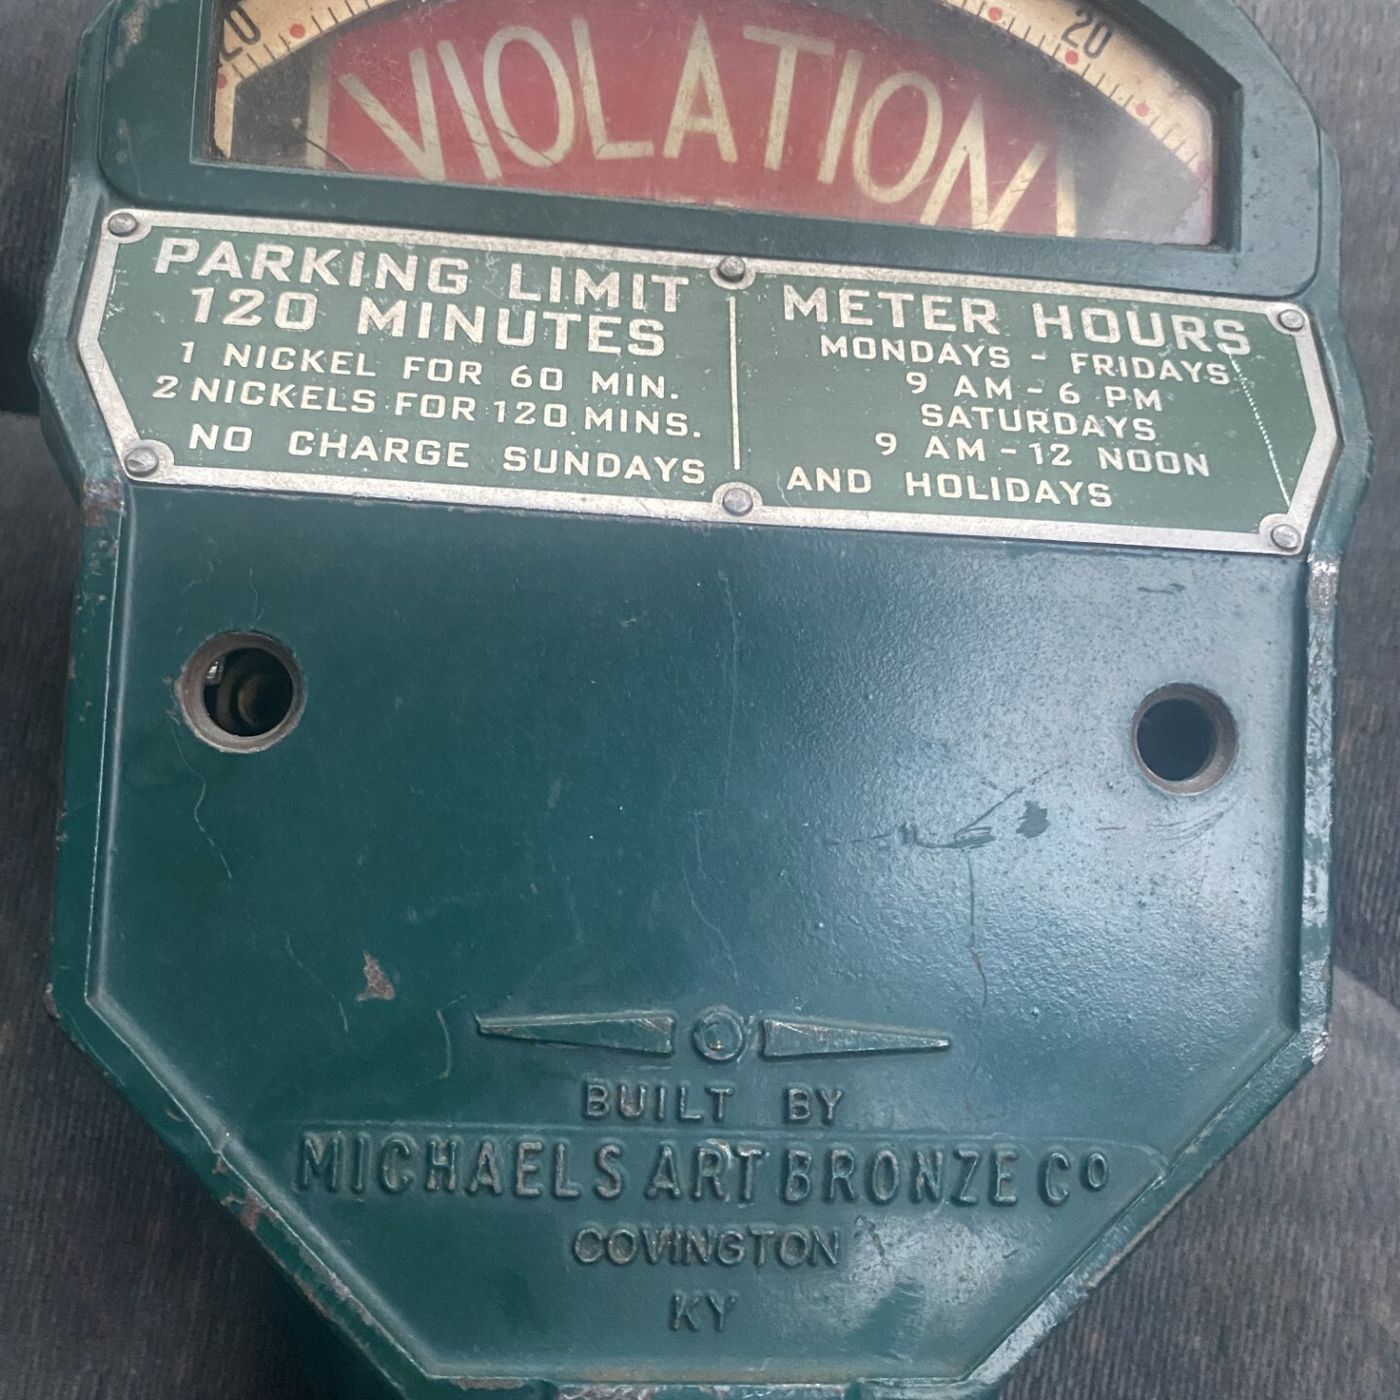 20 20
VIOLATION
PARKING LIMIT
120 MINUTES
1 NICKEL FOR 60 MIN.
2 NICKELS FOR 120 MINS.
NO CHARGE SUNDAYS AND HOLIDAYS
METER HOURS
MONDAYS - FRIDAYS
9 AM - 6 PM
SATURDAYS
9 AM - 12 NOON
BUILT BY
MICHAELS ART BRONZE Co
COVINGTON
KY